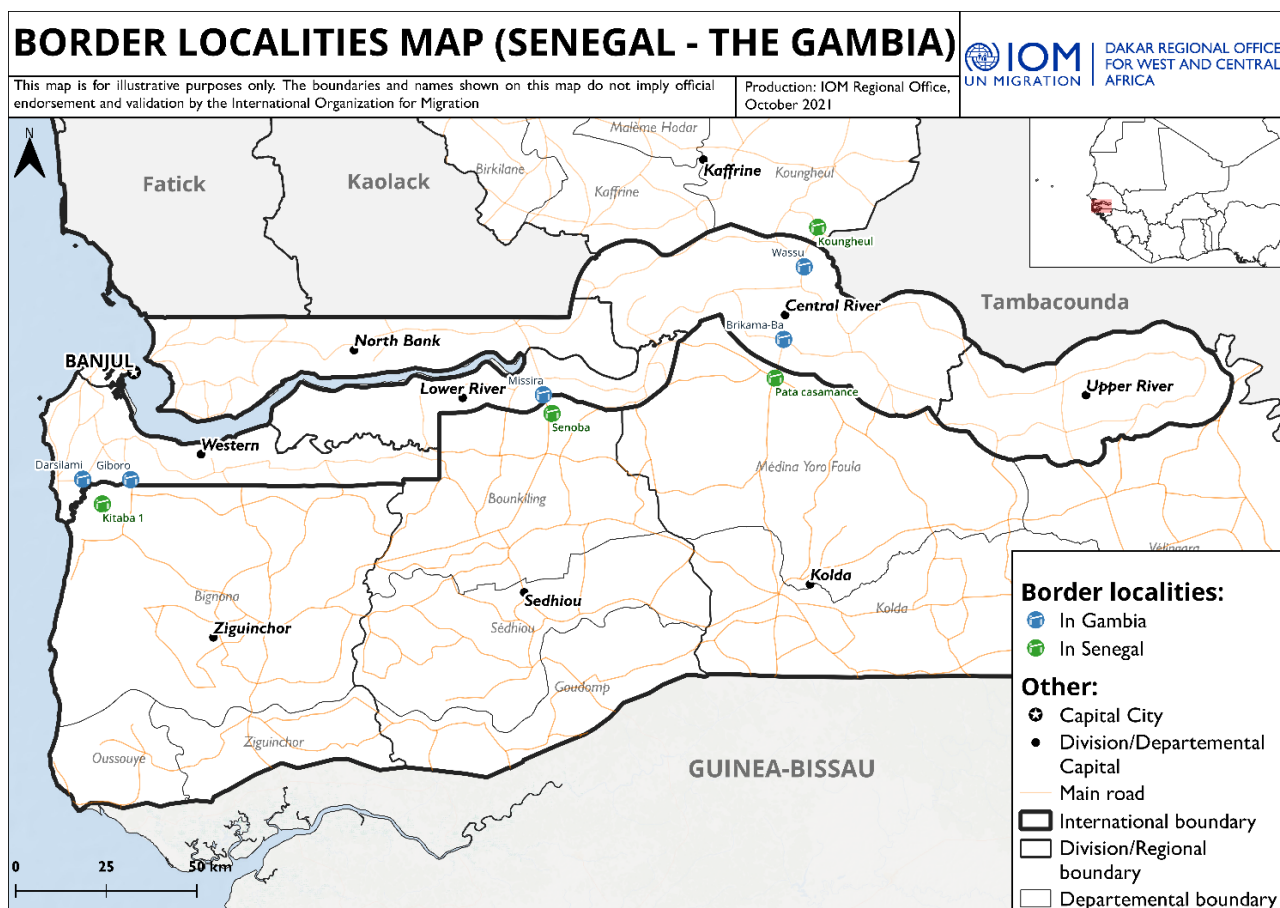 BORDER LOCALITIES MAP (SENEGAL - THE GAMBIA)
This map is for illustrative purposes only. The boundaries and names shown on this map do not imply official
endorsement and validation by the International Organization for Migration
Production: IOM Regional Office,
October 2021
IOM
UN MIGRATION
DAKAR REGIONAL OFFICE
FOR WEST AND CENTRAL
AFRICA
N
Malème Hodar
Kaffrine
Birkilane
Koungheul
Fatick
Kaolack
Kaffrine
Koungheul
Wassu
Tambacounda
Central River
Brikama-Ba
North Bank
BANJUL
Lower River
Missira
Pata casamance
Upper River
Senoba
Western
Darsilami
Giboro
Médina Yoro Foula
Kitaba 1
Bounkiling
Vélingara
Kolda
Bignona
Sedhiou
Kolda
Ziguinchor
Sédhiou
Goudomp
Oussouye
Ziguinchor
GUINEA-BISSAU
0 25 50 km
Border localities:
In Gambia
In Senegal
Other:
Capital City
Division/Departemental
Capital
Main road
International boundary
Division/Regional
boundary
Departemental boundary